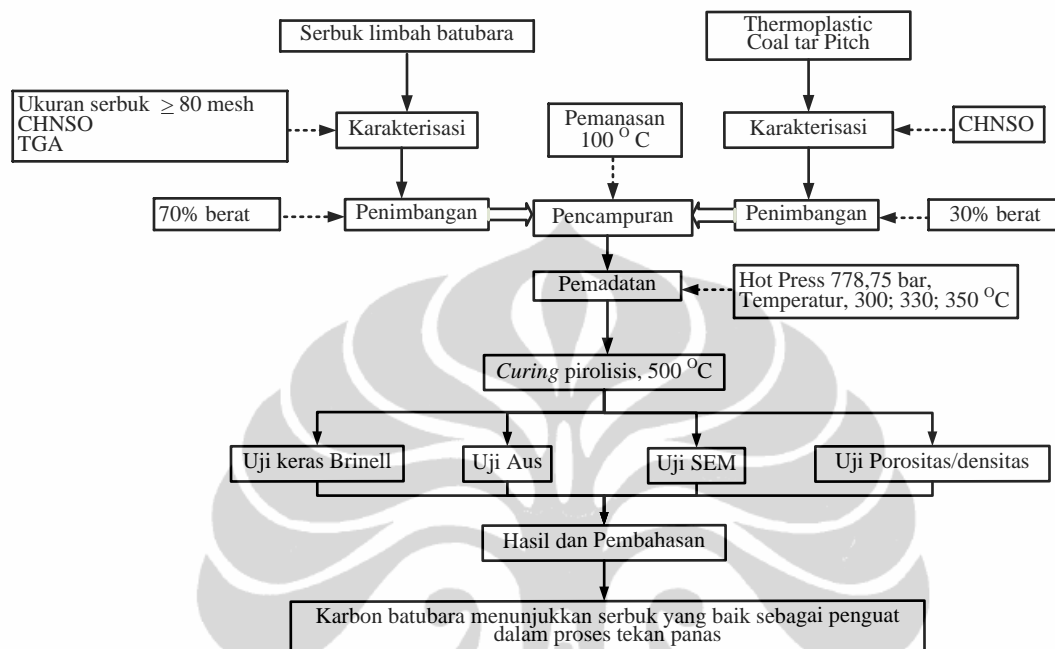 Serbuk limbah batubara
Thermoplastic
Coal tar Pitch
Ukuran serbuk ≥ 80 mesh
CHNSO
TGA
Karakterisasi
Pemanasan
100 ᴼ C
Karakterisasi
CHNSO
70% berat
Penimbangan
Pencampuran
Penimbangan
30% berat
Pemadatan
Hot Press 778,75 bar,
Temperatur, 300; 330; 350 ᴼC
Curing pirolisis, 500 ᴼC
Uji keras Brinell
Uji Aus
Uji SEM
Uji Porositas/densitas
Hasil dan Pembahasan
Karbon batubara menunjukkan serbuk yang baik sebagai penguat
dalam proses tekan panas